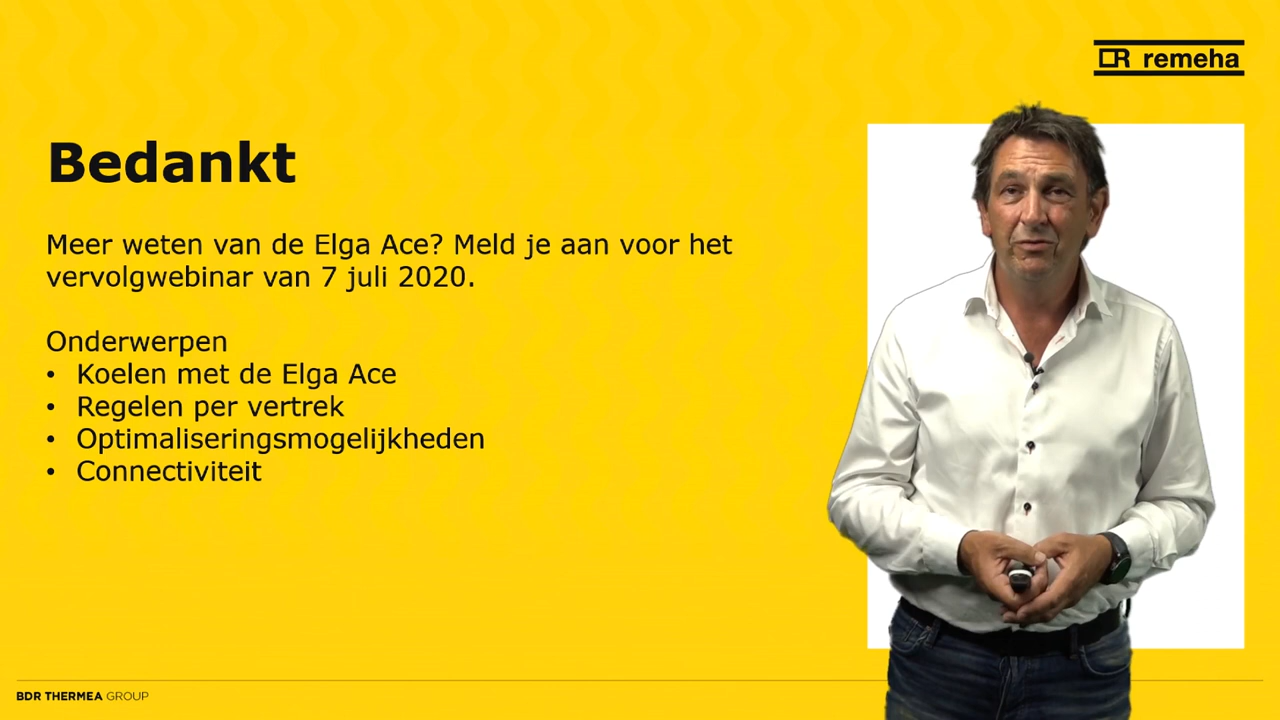 remeha
Bedankt
Meer weten van de Elga Ace? Meld je aan voor het
vervolgwebinar van 7 juli 2020.
Onderwerpen
• Koelen met de Elga Ace
• Regelen per vertrek
• Optimaliseringsmogelijkheden
• Connectiviteit
BDR THERMEA GROUP